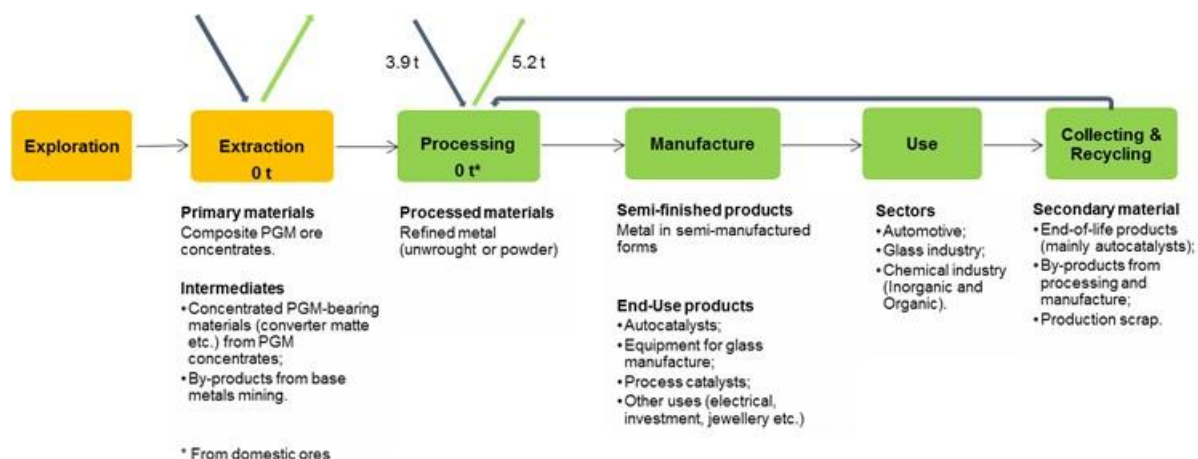 3.9 t
5.2 t
Exploration
Extraction
0 t
Processing
0 t*
Manufacture
Use
Collecting &
Recycling
Primary materials
Composite PGM ore
concentrates.
Intermediates
•Concentrated PGM-bearing
materials (converter matte
etc.) from PGM
concentrates;
•By-products from base
metals mining.
* From domestic ores
Processed materials
Refined metal
(unwrought or powder)
Semi-finished products
Metal in semi-manufactured
forms
End-Use products
•Autocatalysts;
•Equipment for glass
manufacture;
•Process catalysts;
•Other uses (electrical,
investment, jewellery etc.)
Sectors
•Automotive;
•Glass industry;
•Chemical industry
(Inorganic and
Organic).
Secondary material
•End-of-life products
(mainly autocatalysts);
•By-products from
processing and
manufacture;
•Production scrap.